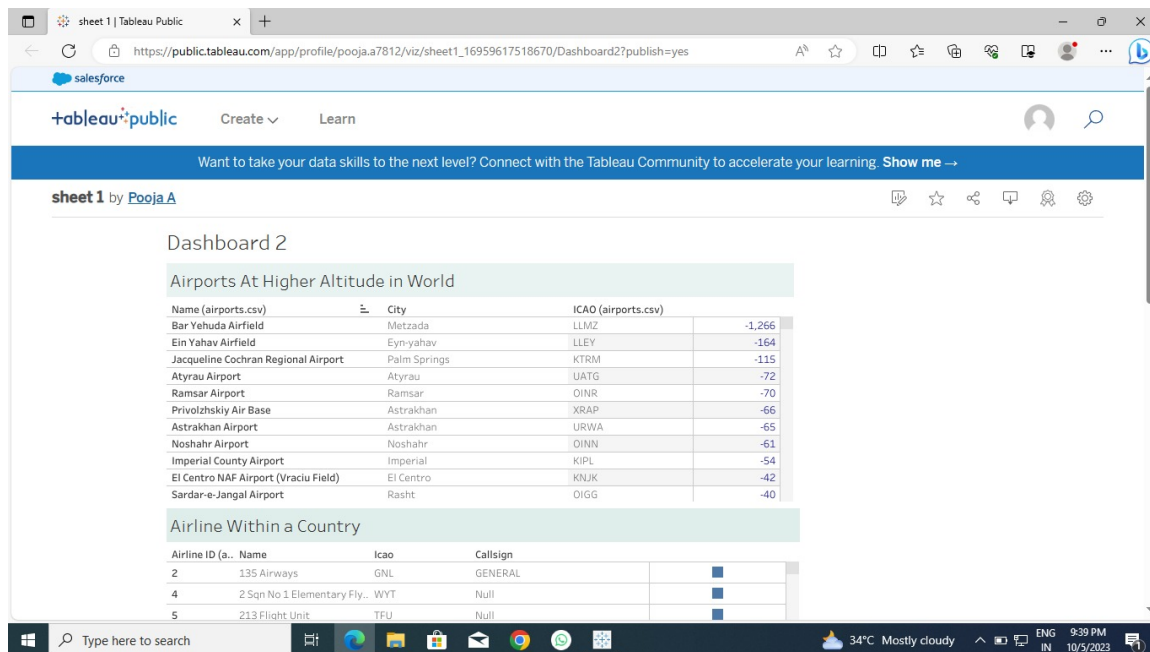 sheet 1 | Tableau Public
https://public.tableau.com/app/profile/pooja.a7812/viz/sheet1_16959617518670/Dashboard2?publish=yes
salesforce
tableau public Create Learn
Want to take your data skills to the next level? Connect with the Tableau Community to accelerate your learning. Show me →
sheet 1 by Pooja A
Dashboard 2
Airports At Higher Altitude in World
Name (airports.csv) City ICAO (airports.csv)
Bar Yehuda Airfield Metzada LLMZ -1,266
Ein Yahav Airfield Eyn-yahav LLEY -164
Jacqueline Cochran Regional Airport Palm Springs KTRM -115
Atyrau Airport Atyrau UATG -72
Ramsar Airport Ramsar OINR -70
Privolzhskiy Air Base Astrakhan XRAP -66
Astrakhan Airport Astrakhan URWA -65
Noshahr Airport Noshahr OINN -61
Imperial County Airport Imperial KIPL -54
El Centro NAF Airport (Vraciu Field) El Centro KNJK -42
Sardar-e-Jangal Airport Rasht OIGG -40
Airline Within a Country
Airline ID (a.. Name Icao Callsign
2 135 Airways GNL GENERAL
4 2 Sqn No 1 Elementary Fly.. WYT Null
5 213 Flight Unit TFU Null
Type here to search 34°C Mostly cloudy ENG IN 9:39 PM 10/5/2023